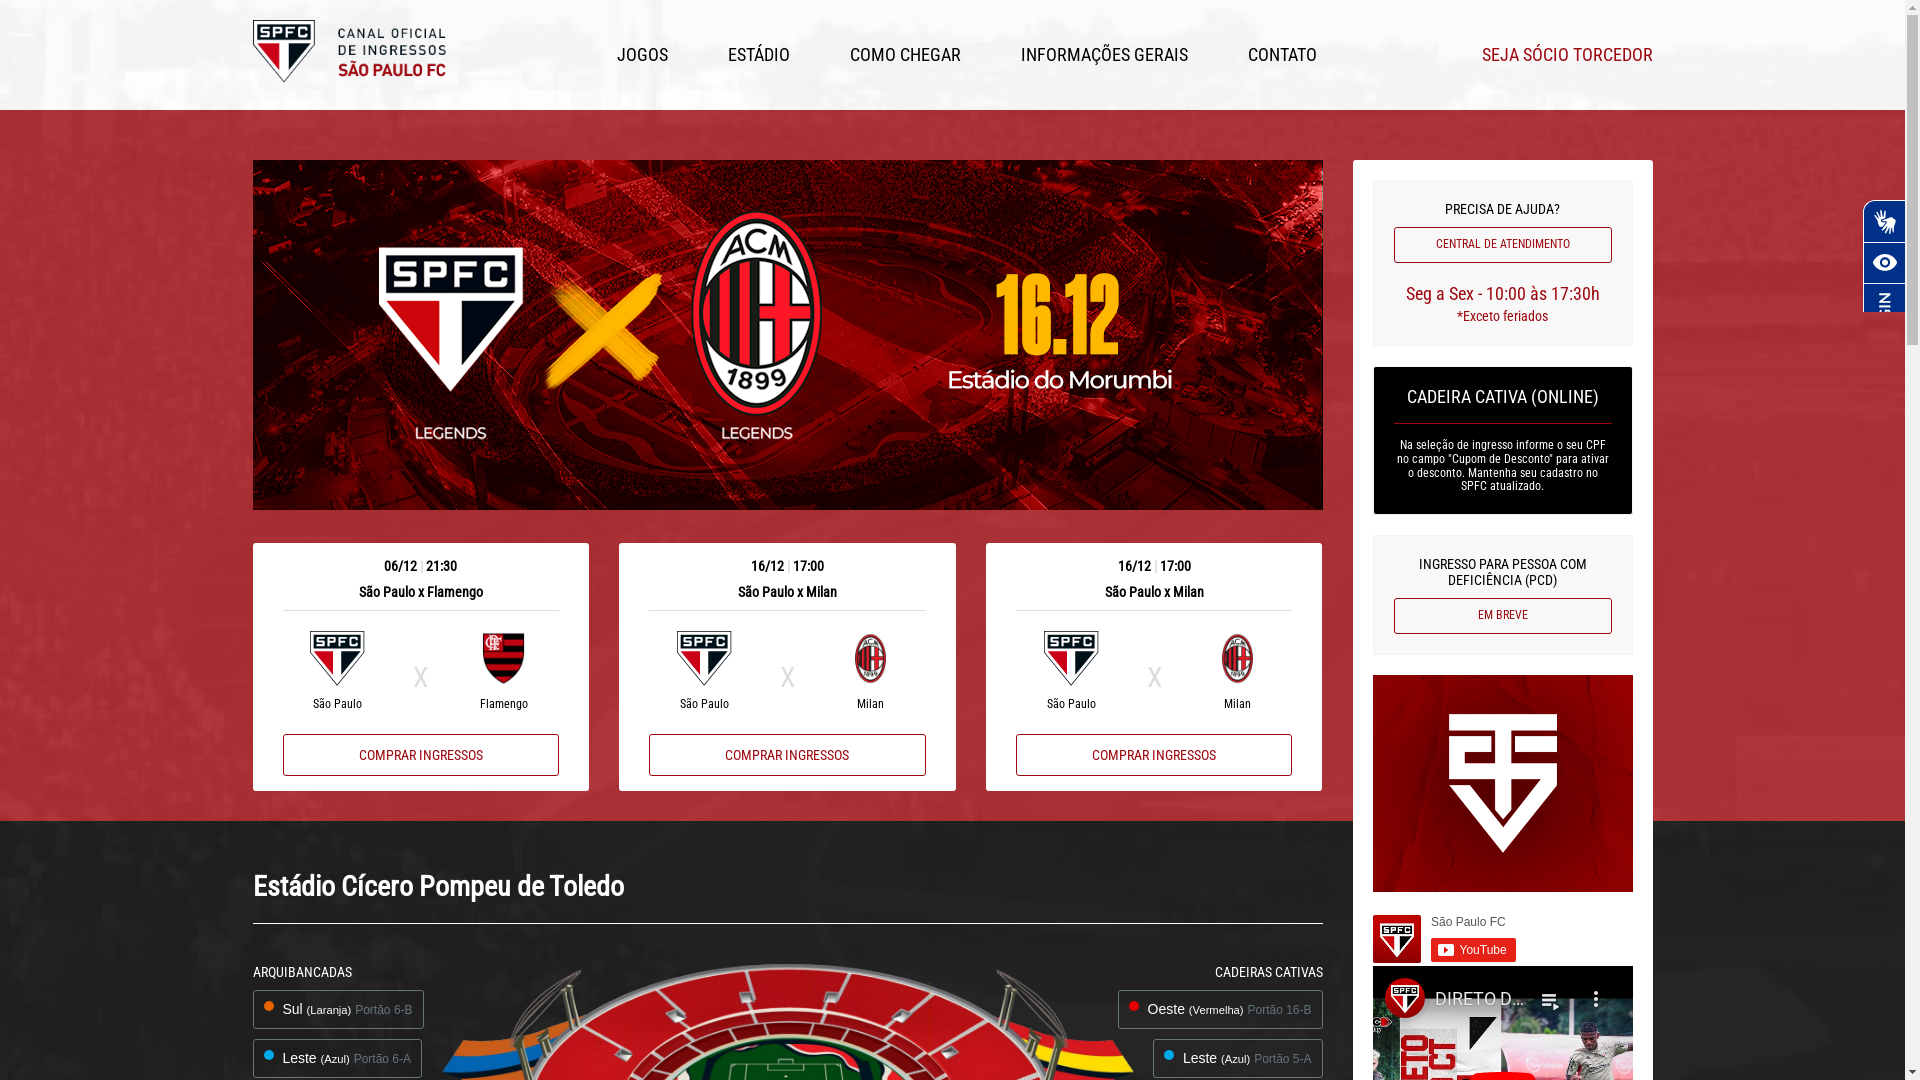 SPFC
CANAL OFICIAL
DE INGRESSOS
SÃO PAULO FC
JOGOS
ESTÁDIO
COMO CHEGAR
INFORMAÇÕES GERAIS
CONTATO
SEJA SÓCIO TORCEDOR
SPFC
LEGENDS
ACM
1899
LEGENDS
16.12
Estádio do Morumbi
06/12 | 21:30
São Paulo x Flamengo
SPFC
X
São Paulo
Flamengo
COMPRAR INGRESSOS
16/12 | 17:00
São Paulo x Milan
SPFC
X
São Paulo
Milan
COMPRAR INGRESSOS
16/12 | 17:00
São Paulo x Milan
SPFC
X
São Paulo
Milan
COMPRAR INGRESSOS
PRECISA DE AJUDA?
CENTRAL DE ATENDIMENTO
Seg a Sex - 10:00 às 17:30h
*Exceto feriados
CADEIRA CATIVA (ONLINE)
Na seleção de ingresso informe o seu CPF
no campo "Cupom de Desconto" para ativar
o desconto. Mantenha seu cadastro no
SPFC atualizado.
INGRESSO PARA PESSOA COM
DEFICIÊNCIA (PCD)
EM BREVE
SPFC
São Paulo FC
YouTube
SPFC
DIRETO D...
Estádio Cícero Pompeu de Toledo
ARQUIBANCADAS
Sul (Laranja) Portão 6-B
Leste (Azul) Portão 6-A
CADEIRAS CATIVAS
Oeste (Vermelha) Portão 16-B
Leste (Azul) Portão 5-A